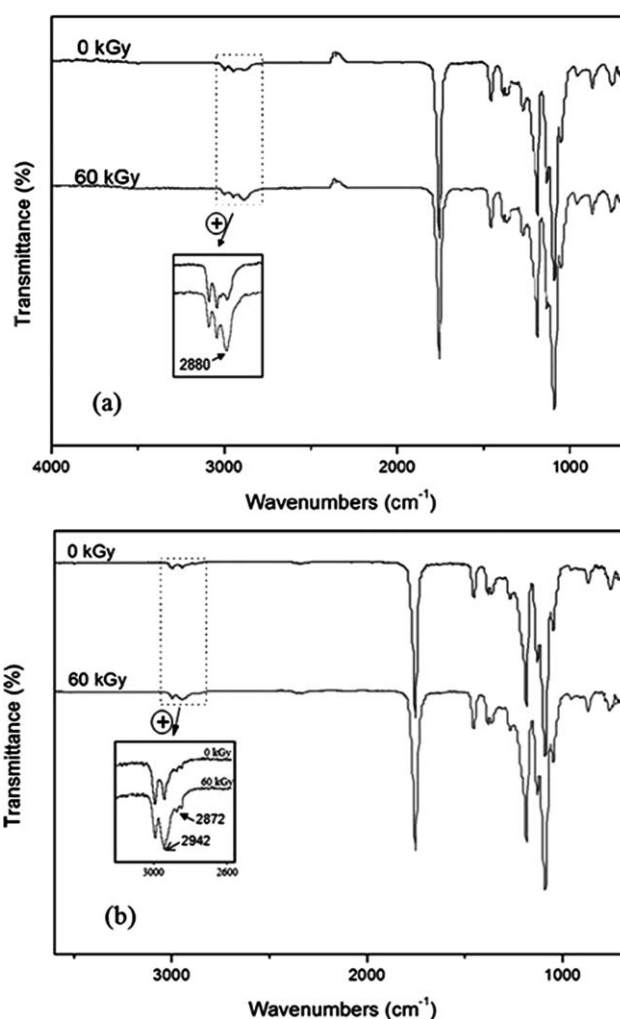 0 kGy
60 kGy
2880
(a)
4000 3000 2000 1000
Wavenumbers (cm⁻¹)
Transmittance (%)
0 kGy
60 kGy
0 kGy
60 kGy
2872
2942
3000 2600
(b)
3000 2000 1000
Wavenumbers (cm⁻¹)
Transmittance (%)